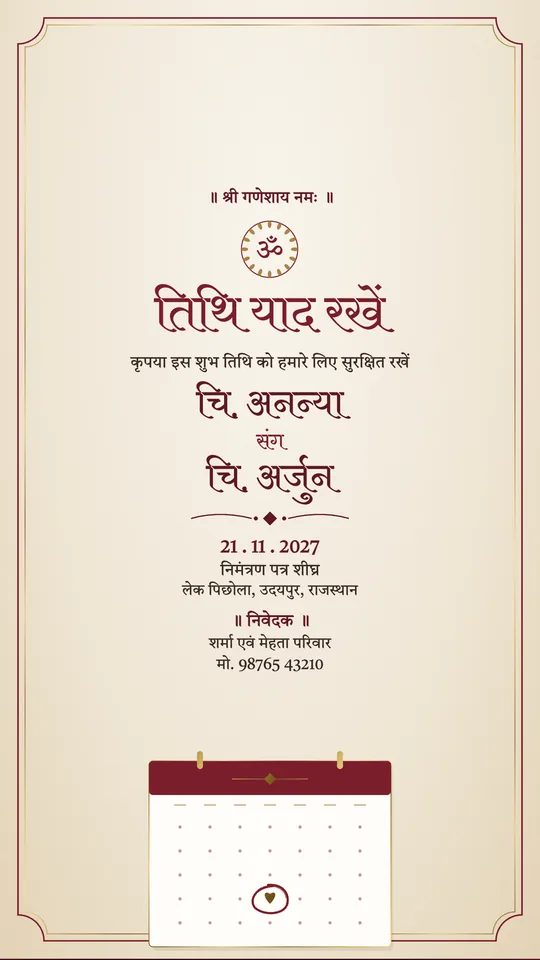 ॥ श्री गणेशाय नमः ॥
ॐ
तिथि याद रखें
कृपया इस शुभ तिथि को हमारे लिए सुरक्षित रखें
चि. अनन्या
संग
चि. अर्जुन
21 . 11 . 2027
निमंत्रण पत्र शीघ्र
लेक पिछोला, उदयपुर, राजस्थान
॥ निवेदक ॥
शर्मा एवं मेहता परिवार
मो. 98765 43210